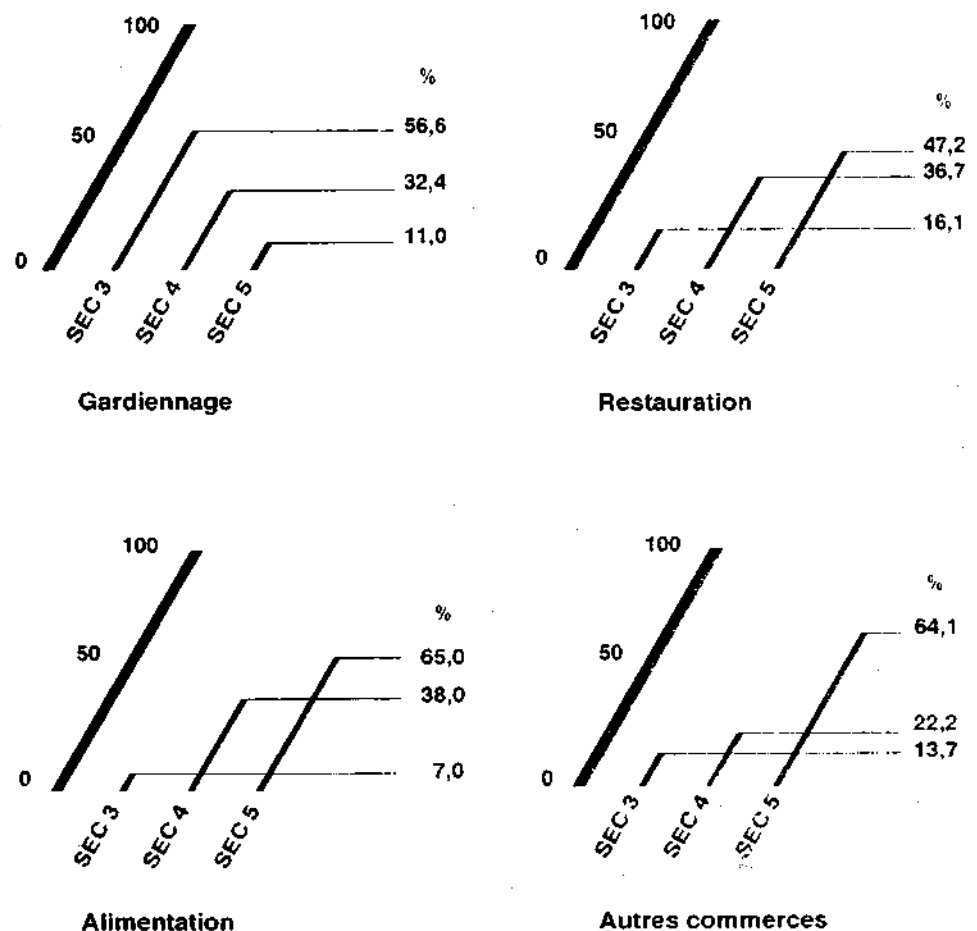 100
%
50
56,6
32,4
11,0
0
SEC 3
SEC 4
SEC 5
Gardiennage
100
%
50
47,2
36,7
16,1
0
SEC 3
SEC 4
SEC 5
Restauration
100
%
50
65,0
38,0
7,0
0
SEC 3
SEC 4
SEC 5
Alimentation
100
%
64,1
50
22,2
13,7
0
SEC 3
SEC 4
SEC 5
Autres commerces